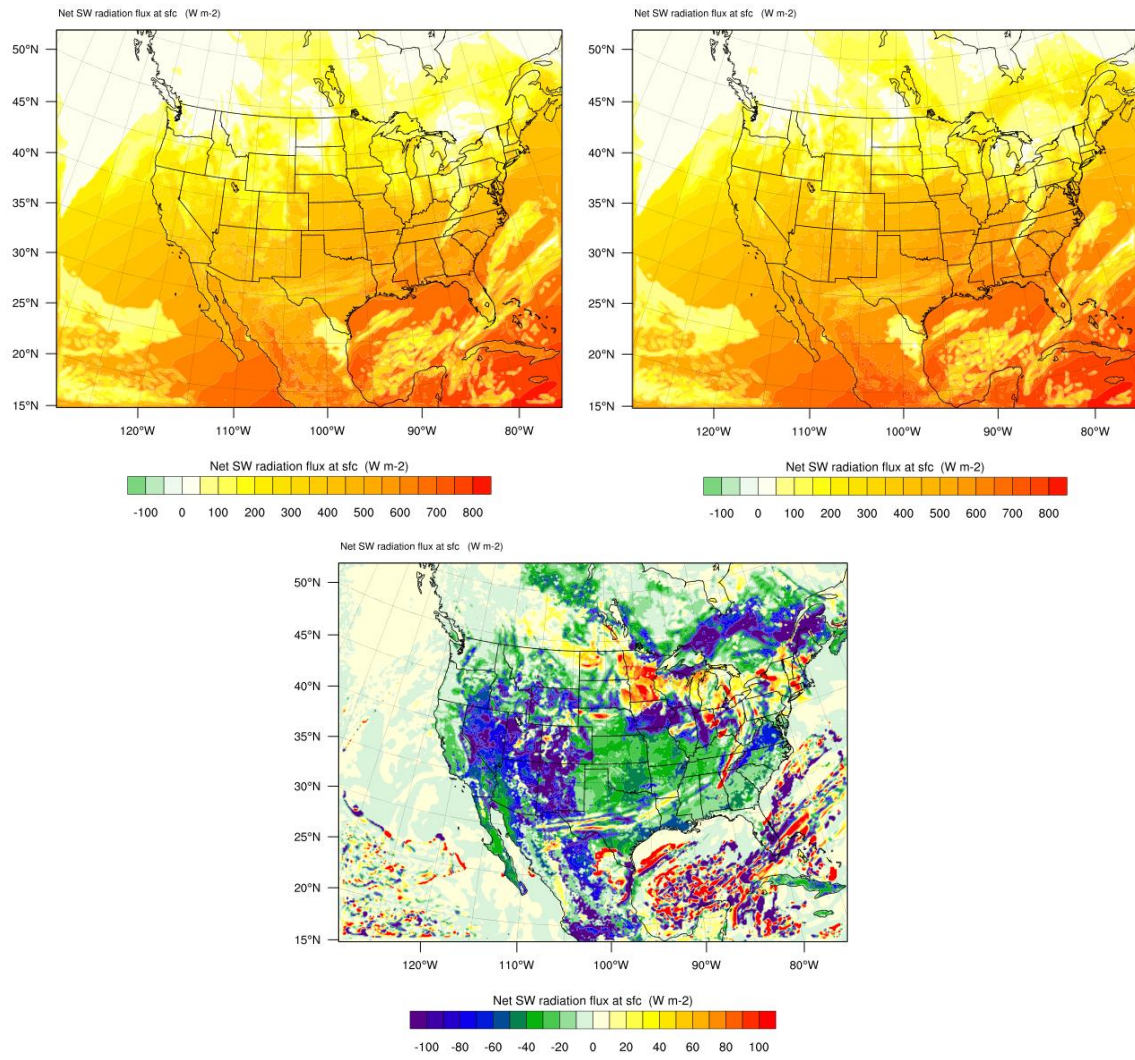 Net SW radiation flux at sfc (W m-2)
50°N
45°N
40°N
35°N
30°N
25°N
20°N
15°N
120°W 110°W 100°W 90°W 80°W
Net SW radiation flux at sfc (W m-2)
-100 0 100 200 300 400 500 600 700 800
Net SW radiation flux at sfc (W m-2)
50°N
45°N
40°N
35°N
30°N
25°N
20°N
15°N
120°W 110°W 100°W 90°W 80°W
Net SW radiation flux at sfc (W m-2)
-100 0 100 200 300 400 500 600 700 800
Net SW radiation flux at sfc (W m-2)
50°N
45°N
40°N
35°N
30°N
25°N
20°N
15°N
120°W 110°W 100°W 90°W 80°W
Net SW radiation flux at sfc (W m-2)
-100 -80 -60 -40 -20 0 20 40 60 80 100